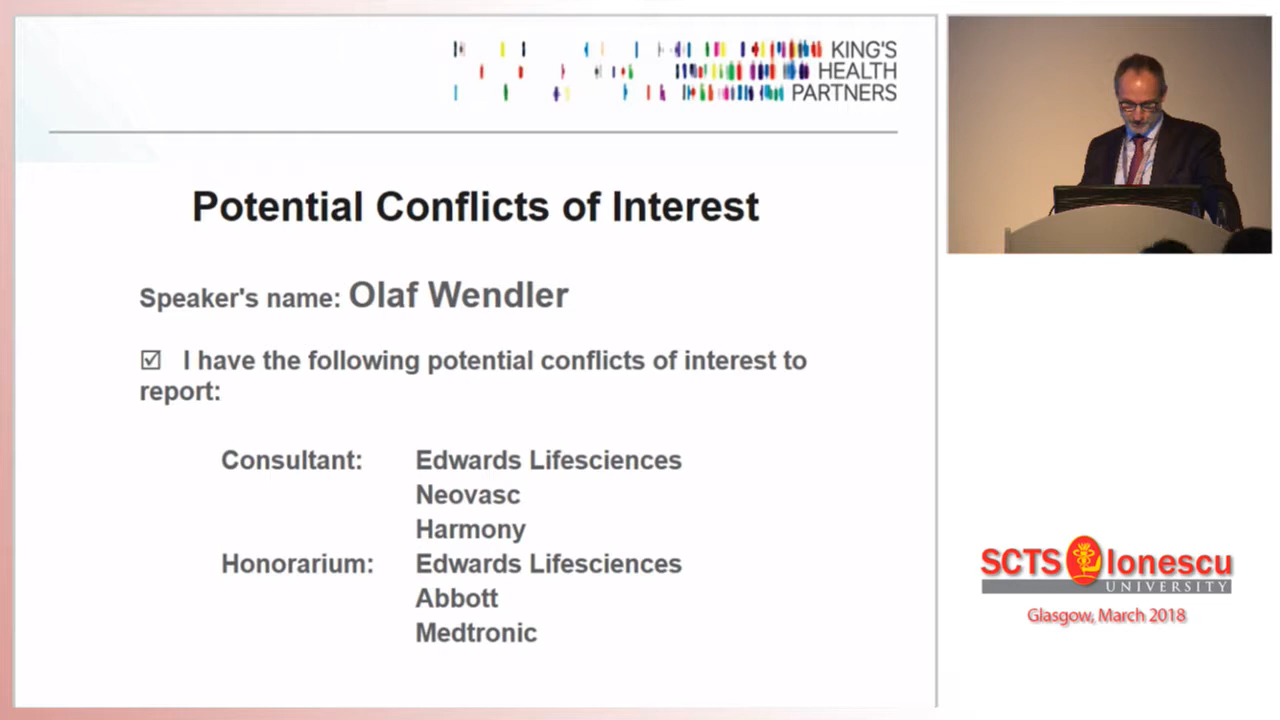 KING'S
HEALTH
PARTNERS
Potential Conflicts of Interest
Speaker's name: Olaf Wendler
☑ I have the following potential conflicts of interest to
report:
Consultant: Edwards Lifesciences
Neovasc
Harmony
Honorarium: Edwards Lifesciences
Abbott
Medtronic
SCTS Ionescu
UNIVERSITY
Glasgow, March 2018